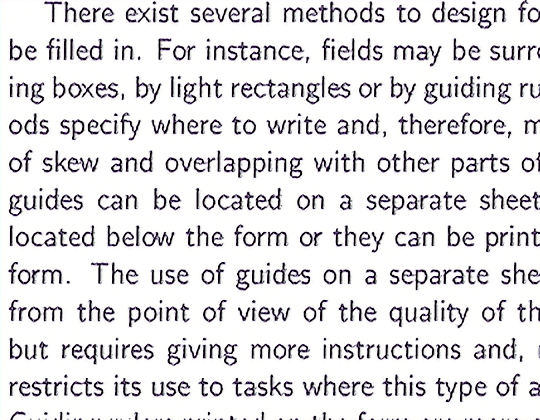 There exist several methods to design fo
be filled in. For instance, fields may be surr
ing boxes, by light rectangles or by guiding ru
ods specify where to write and, therefore, m
of skew and overlapping with other parts of
guides can be located on a separate sheet
located below the form or they can be print
form. The use of guides on a separate she
from the point of view of the quality of th
but requires giving more instructions and,
restricts its use to tasks where this type of a